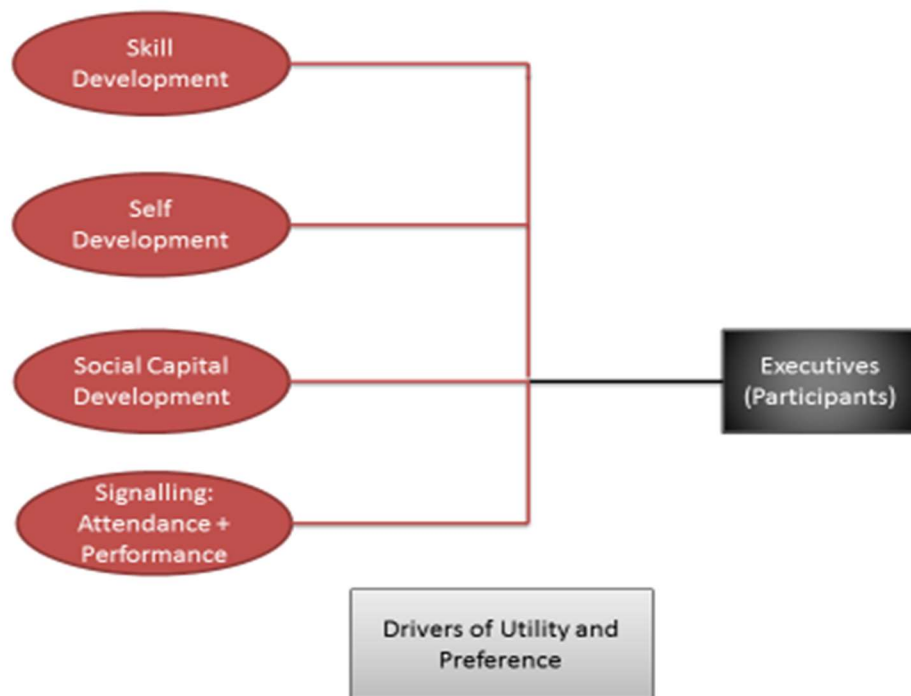 Skill
Development
Self
Development
Social Capital
Development
Executives
(Participants)
Signalling:
Attendance +
Performance
Drivers of Utility and
Preference